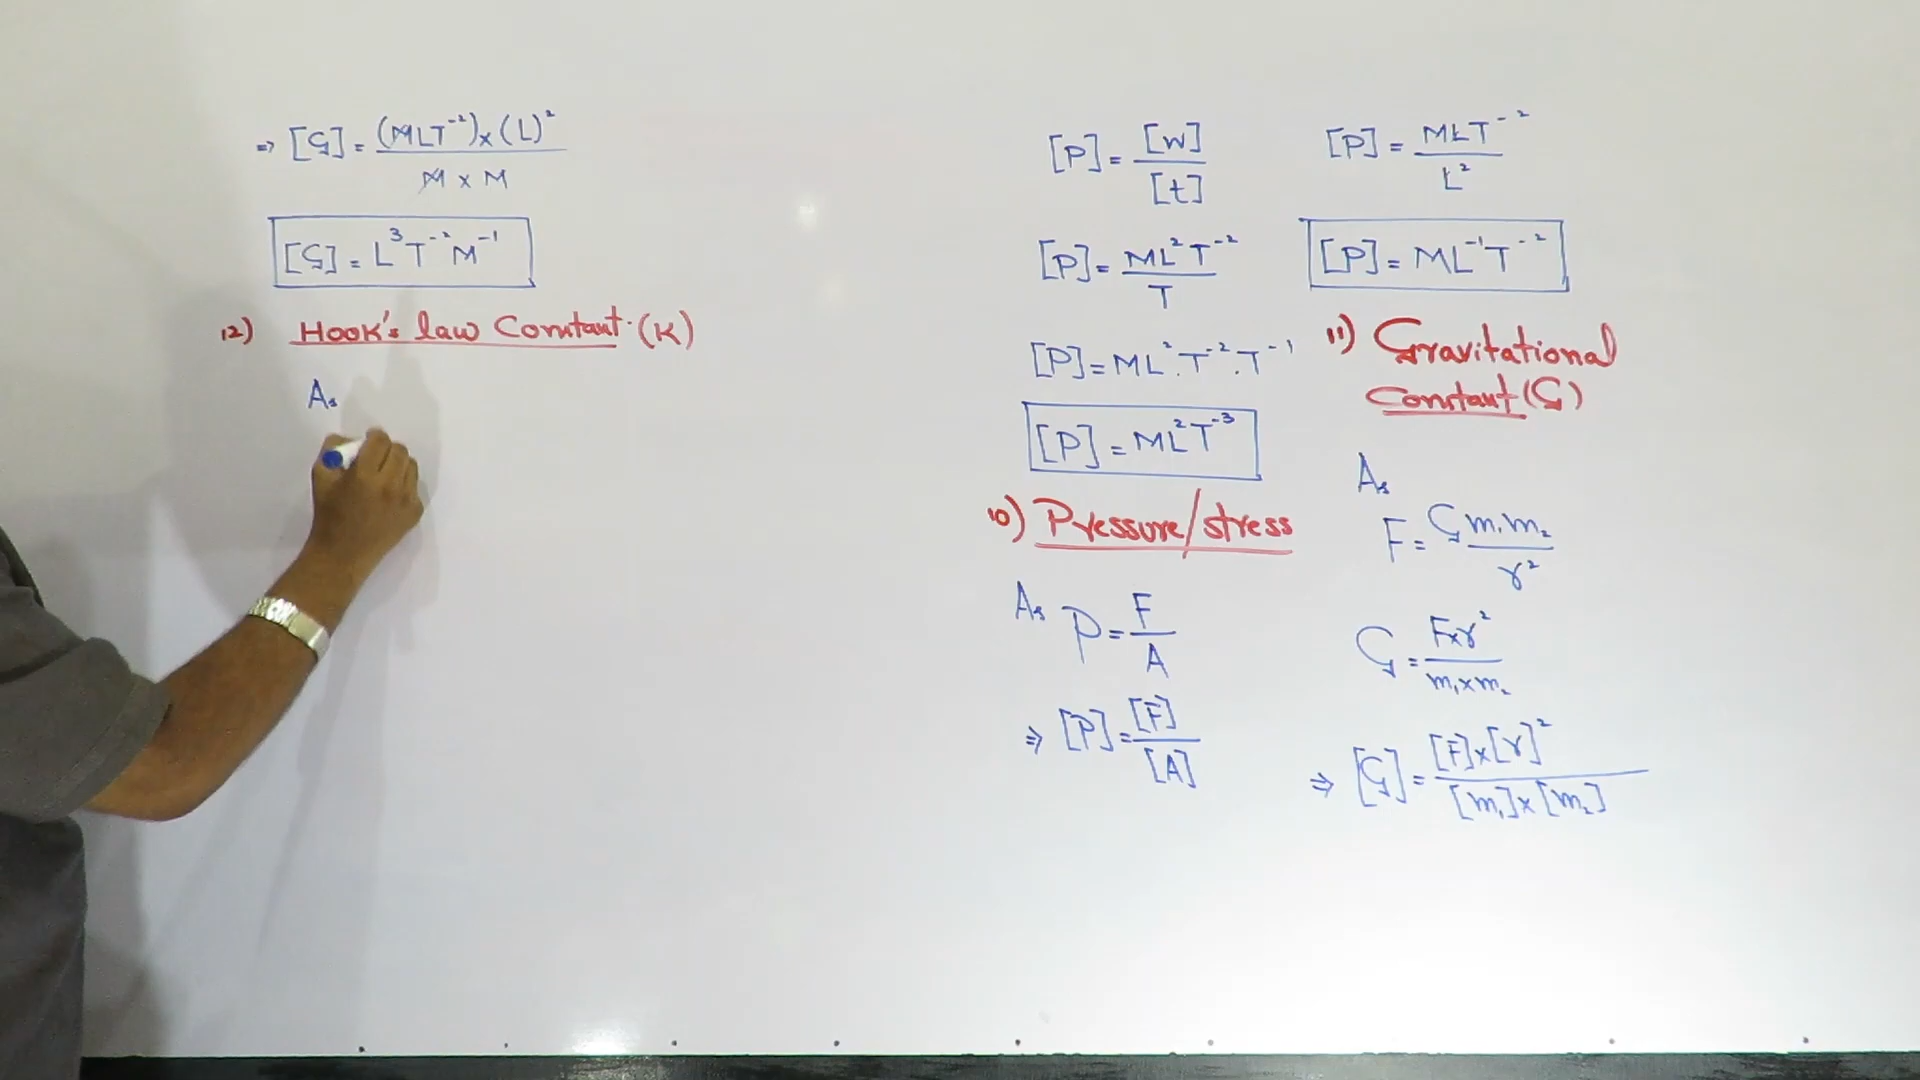 ⇒ [G] = (MLT⁻²) × (L)²
M × M
[G] = L³T⁻²M⁻¹
12) Hook's law Constant (K)
As
[P] = [W]
[t]
[P] = ML²T⁻²
T
[P] = ML².T⁻².T⁻¹
[P] = ML²T⁻³
10) Pressure/stress
As P = F
A
⇒ [P] = [F]
[A]
[P] = MLT⁻²
L²
[P] = ML⁻¹T⁻²
11) Gravitational
Constant (G)
As
F = G m₁m₂
r²
G = F×r²
m₁×m₂
⇒ [G] = [F]×[r]²
[m₁]×[m₂]